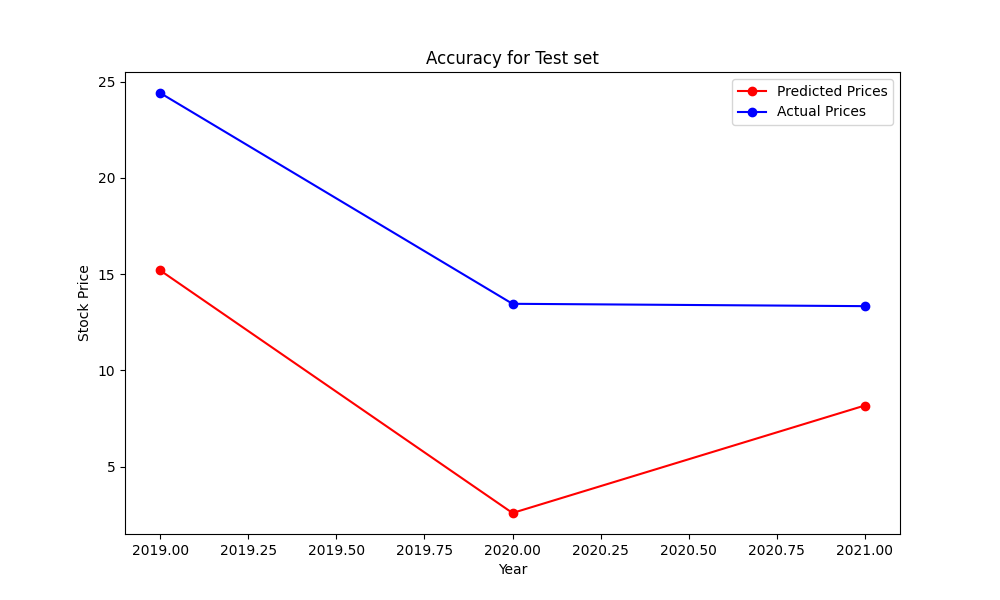 Accuracy for Test set
Predicted Prices
Actual Prices
Stock Price
25
20
15
10
5
2019.00 2019.25 2019.50 2019.75 2020.00 2020.25 2020.50 2020.75 2021.00
Year